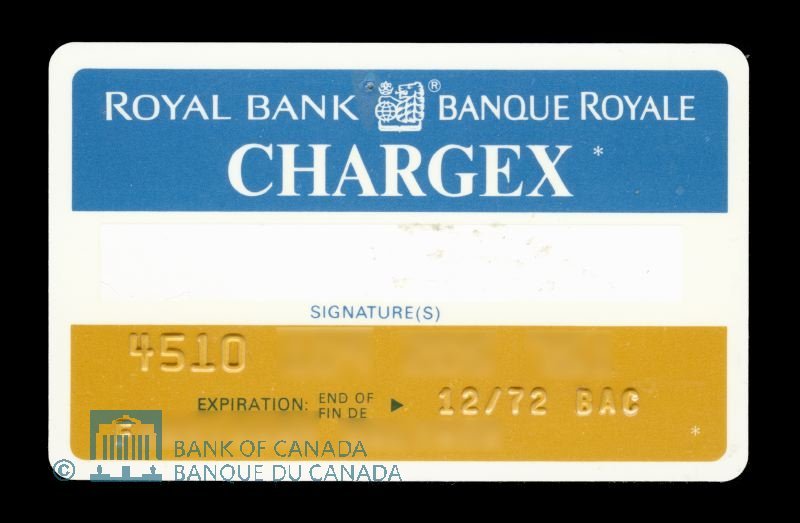 ROYAL BANK ® BANQUE ROYALE
CHARGEX *
SIGNATURE(S)
4510
EXPIRATION: END OF FIN DE ▶ 12/72 BAC
*
© BANK OF CANADA
BANQUE DU CANADA